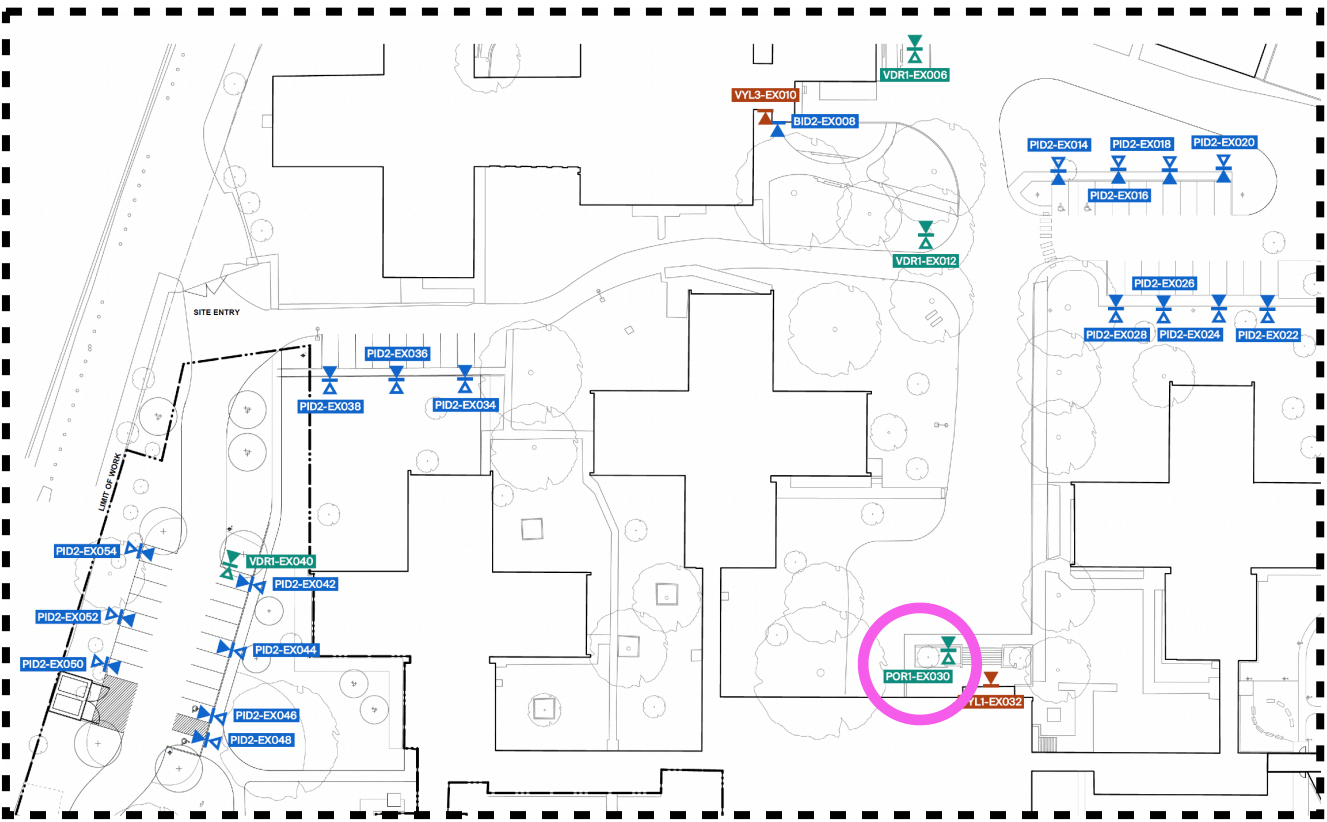 VDR1-EX006
VYL3-EX010
BID2-EX008
PID2-EX014
PID2-EX018
PID2-EX020
PID2-EX016
VDR1-EX012
PID2-EX026
SITE ENTRY
PID2-EX028
PID2-EX024
PID2-EX022
PID2-EX036
PID2-EX038
PID2-EX034
LIMIT OF WORK
PID2-EX054
VDR1-EX040
PID2-EX042
PID2-EX052
PID2-EX044
PID2-EX050
POR1-EX030
YL1-EX032
PID2-EX046
PID2-EX048